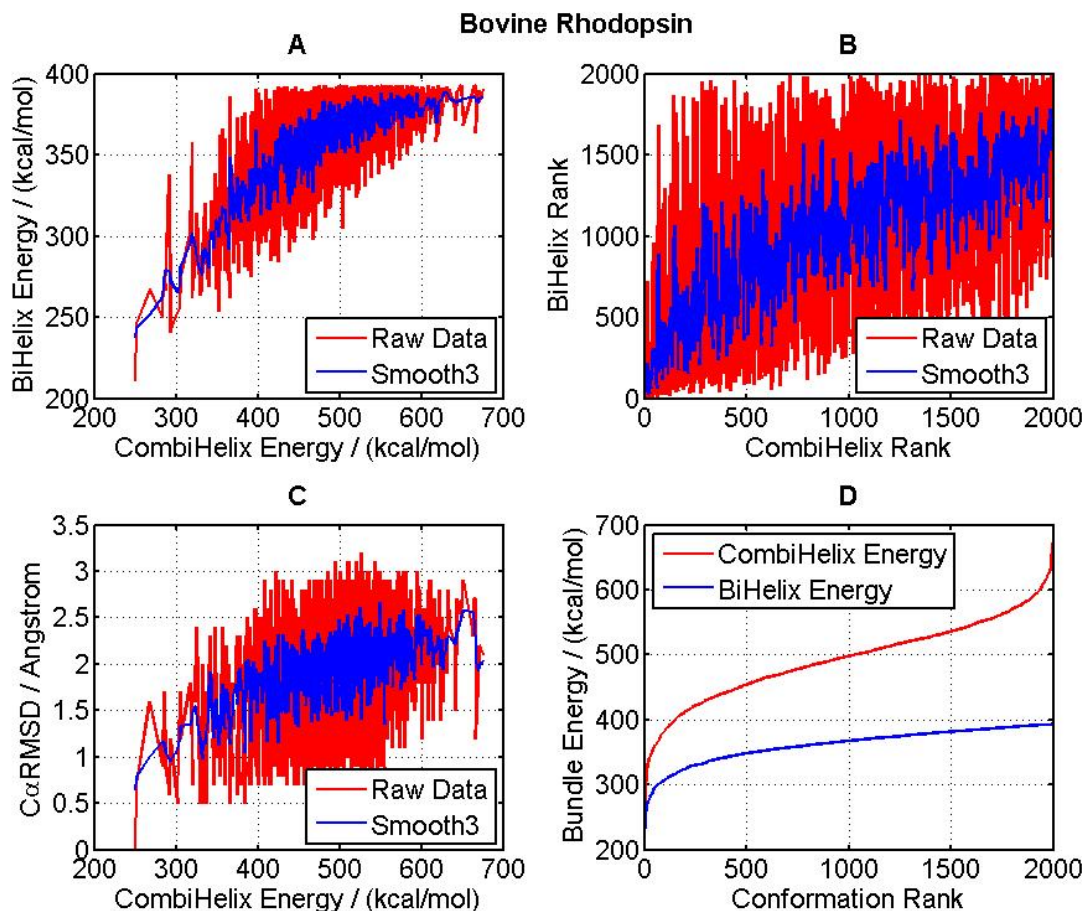 Bovine Rhodopsin
A
BiHelix Energy / (kcal/mol)
400
350
300
250
200
Raw Data
Smooth3
200 300 400 500 600 700
CombiHelix Energy / (kcal/mol)
B
BiHelix Rank
2000
1500
1000
500
0
Raw Data
Smooth3
0 500 1000 1500 2000
CombiHelix Rank
C
CαRMSD / Angstrom
3.5
3
2.5
2
1.5
1
0.5
0
Raw Data
Smooth3
200 300 400 500 600 700
CombiHelix Energy / (kcal/mol)
D
Bundle Energy / (kcal/mol)
700
600
500
400
300
200
CombiHelix Energy
BiHelix Energy
0 500 1000 1500 2000
Conformation Rank